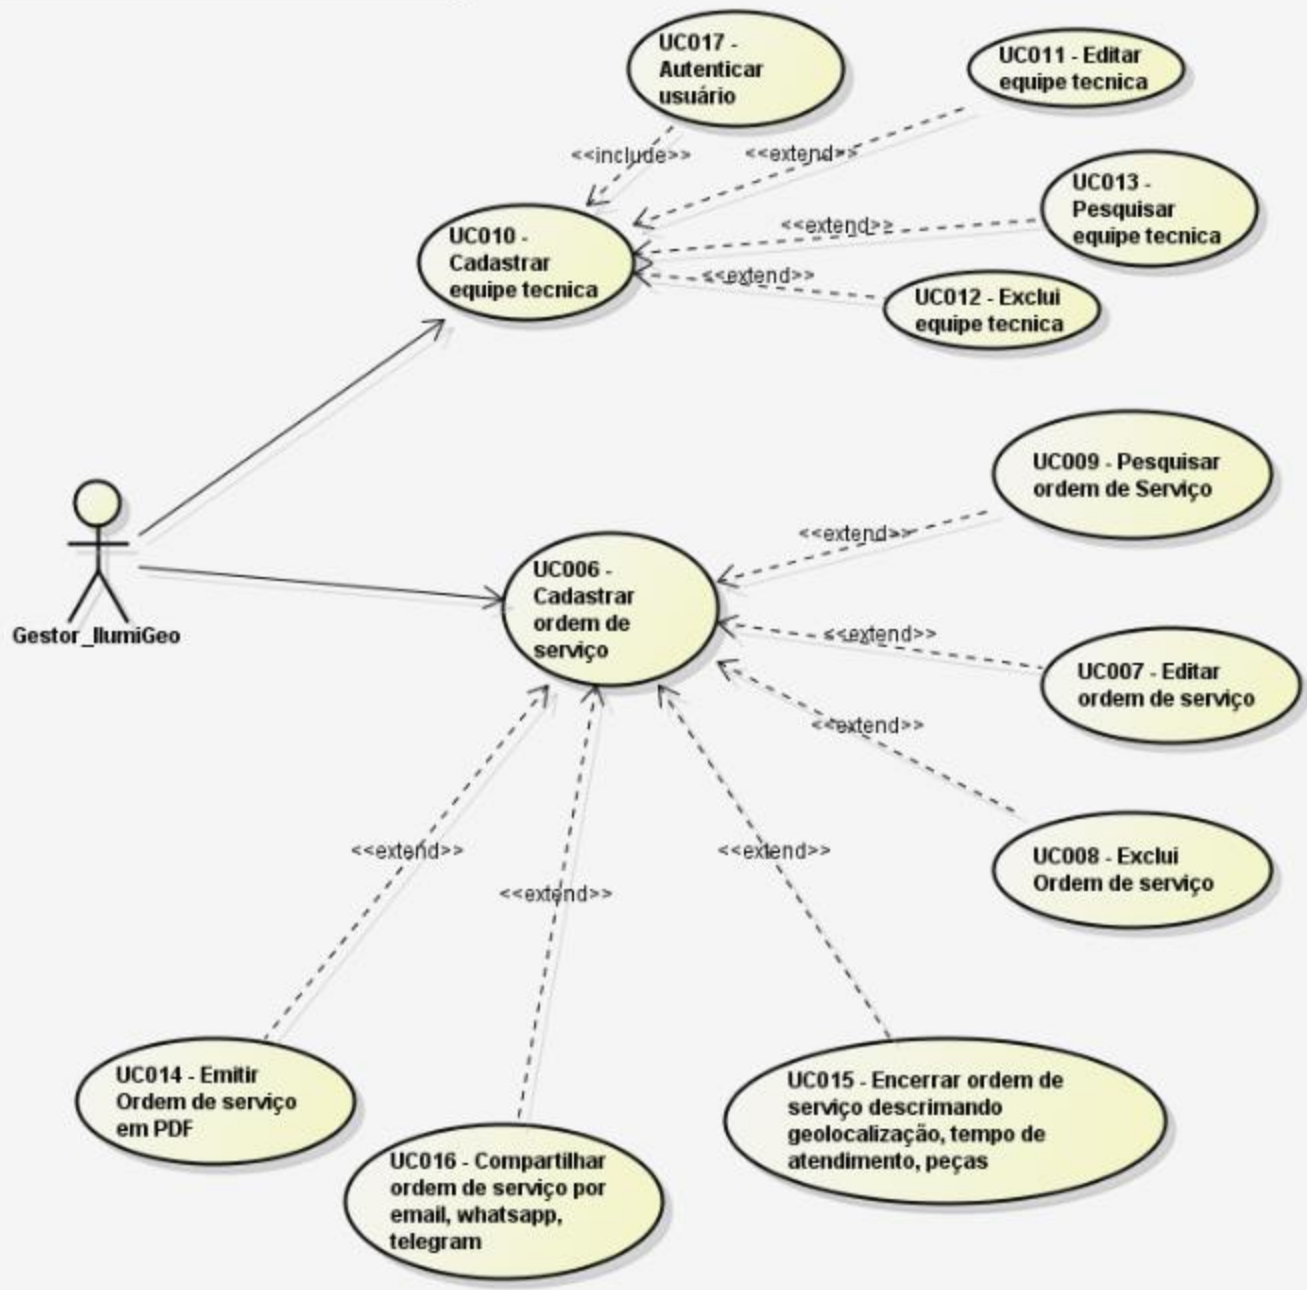 UC017 -
Autenticar
usuário
UC011 - Editar
equipe tecnica
<<include>>
<<extend>>
UC013 -
Pesquisar
equipe tecnica
<<extend>>
UC010 -
Cadastrar
equipe tecnica
<<extend>>
UC012 - Exclui
equipe tecnica
UC009 - Pesquisar
ordem de Serviço
<<extend>>
Gestor_IlumiGeo
UC006 -
Cadastrar
ordem de
serviço
<<extend>>
UC007 - Editar
ordem de serviço
<<extend>>
UC008 - Exclui
Ordem de serviço
<<extend>>
<<extend>>
<<extend>>
UC014 - Emitir
Ordem de serviço
em PDF
UC016 - Compartilhar
ordem de serviço por
email, whatsapp,
telegram
UC015 - Encerrar ordem de
serviço descrimando
geolocalização, tempo de
atendimento, peças